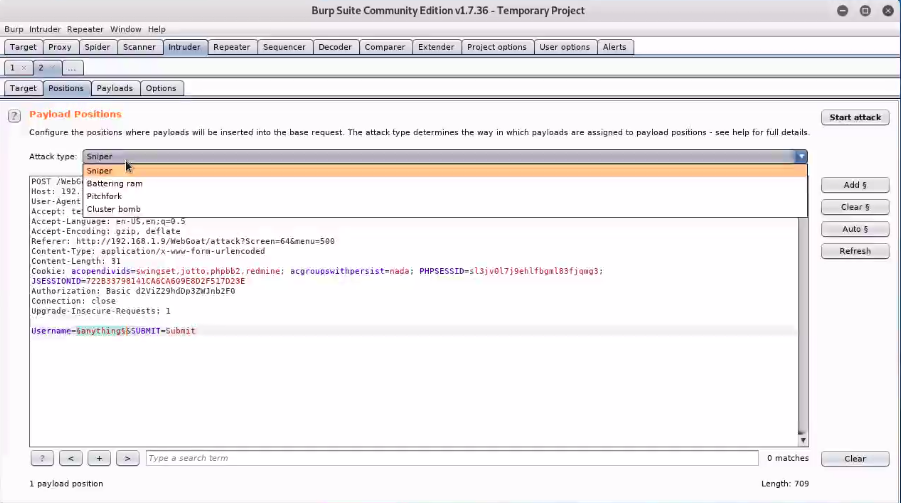 Burp Suite Community Edition v1.7.36 - Temporary Project
Burp Intruder Repeater Window Help
Target Proxy Spider Scanner Intruder Repeater Sequencer Decoder Comparer Extender Project options User options Alerts
1 × 2 × ...
Target Positions Payloads Options
? Payload Positions Start attack
Configure the positions where payloads will be inserted into the base request. The attack type determines the way in which payloads are assigned to payload positions - see help for full details.
Attack type: Sniper
Sniper
Battering ram
Pitchfork
Cluster bomb
POST /WebG
Host: 192.
User-Agent
Accept: te
Accept-Language: en-US,en;q=0.5
Accept-Encoding: gzip, deflate
Referer: http://192.168.1.9/WebGoat/attack?Screen=64&menu=500
Content-Type: application/x-www-form-urlencoded
Content-Length: 31
Cookie: acopendivids=swingset,jotto,phpbb2,redmine; acgroupswithpersist=nada; PHPSESSID=sl3jv0l7j9ehlfbgml83fjqmg3;
JSESSIONID=722B33798141CA6CA609E8D2F517D23E
Authorization: Basic d2ViZ29hdDp3ZWJnb2F0
Connection: close
Upgrade-Insecure-Requests: 1
Username=§anything§&SUBMIT=Submit
Add §
Clear §
Auto §
Refresh
? < + > Type a search term 0 matches Clear
1 payload position Length: 709